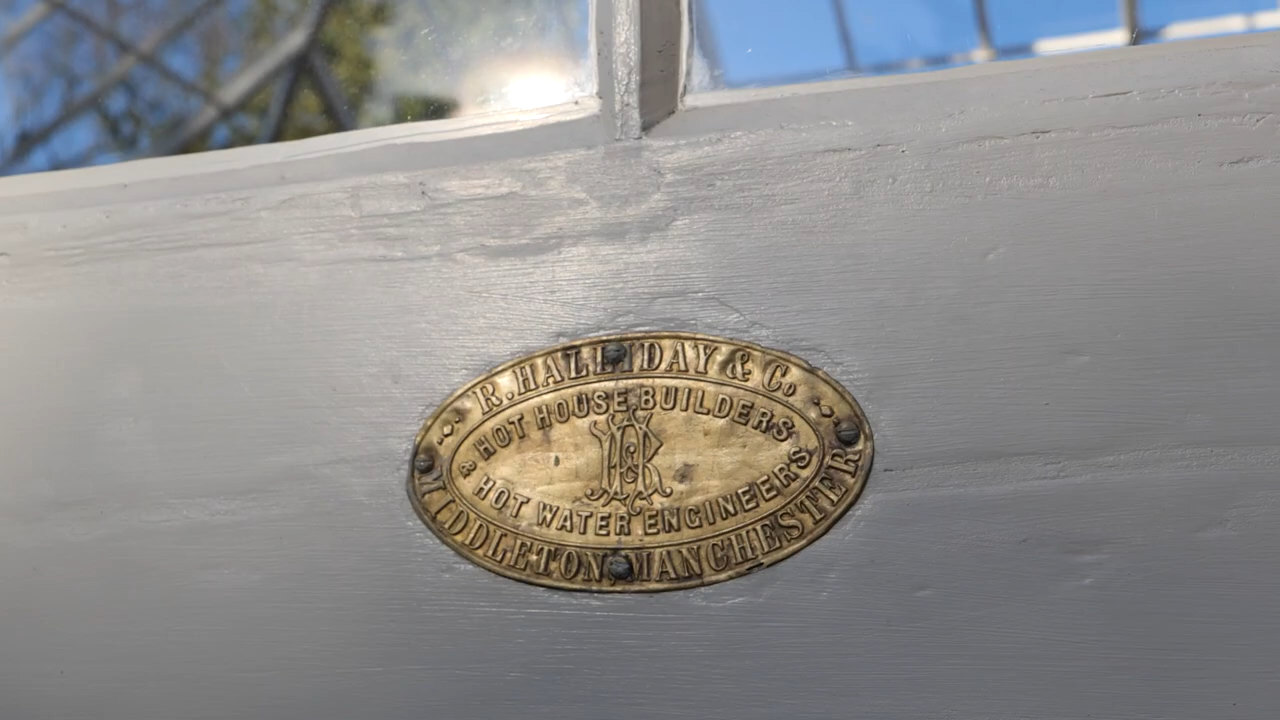 R. HALLIDAY & Co.
HOT HOUSE BUILDERS
& HOT WATER ENGINEERS
MIDDLETON, MANCHESTER